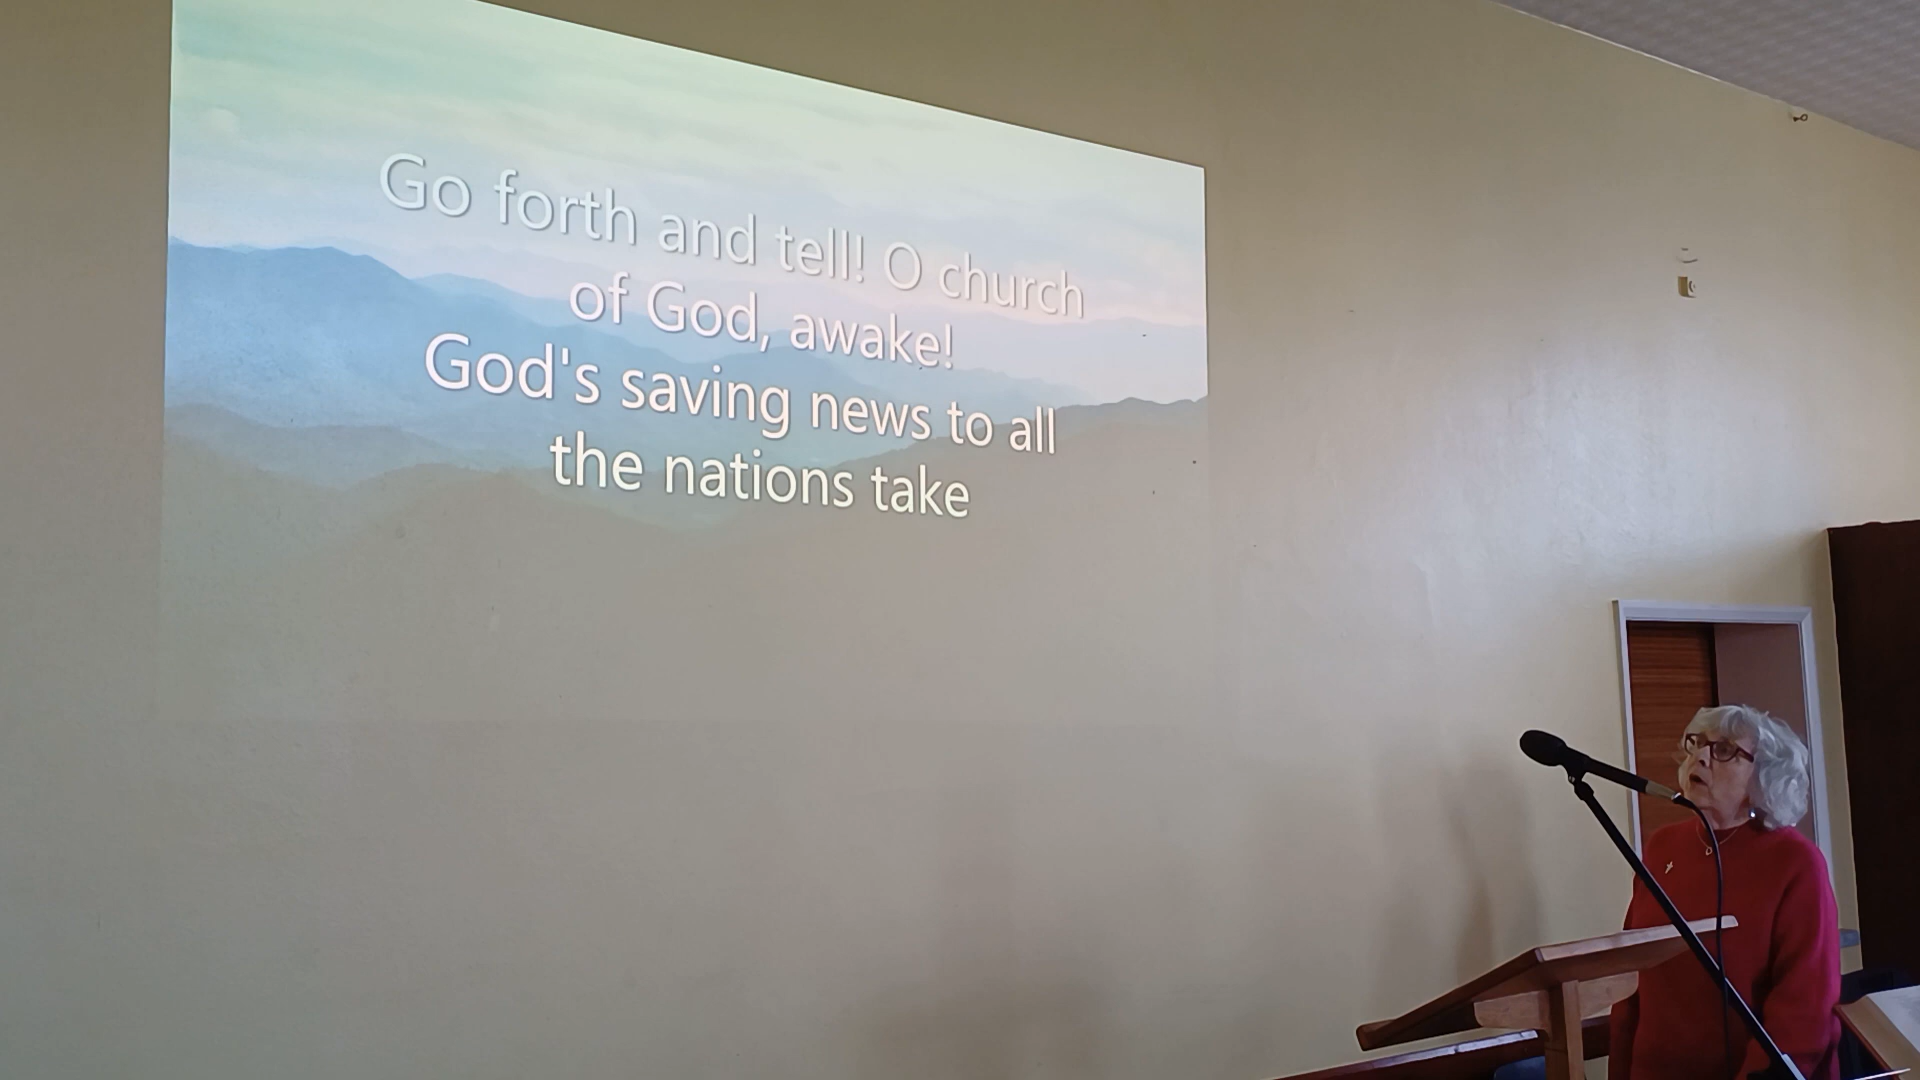 Go forth and tell! O church
of God, awake!
God's saving news to all
the nations take